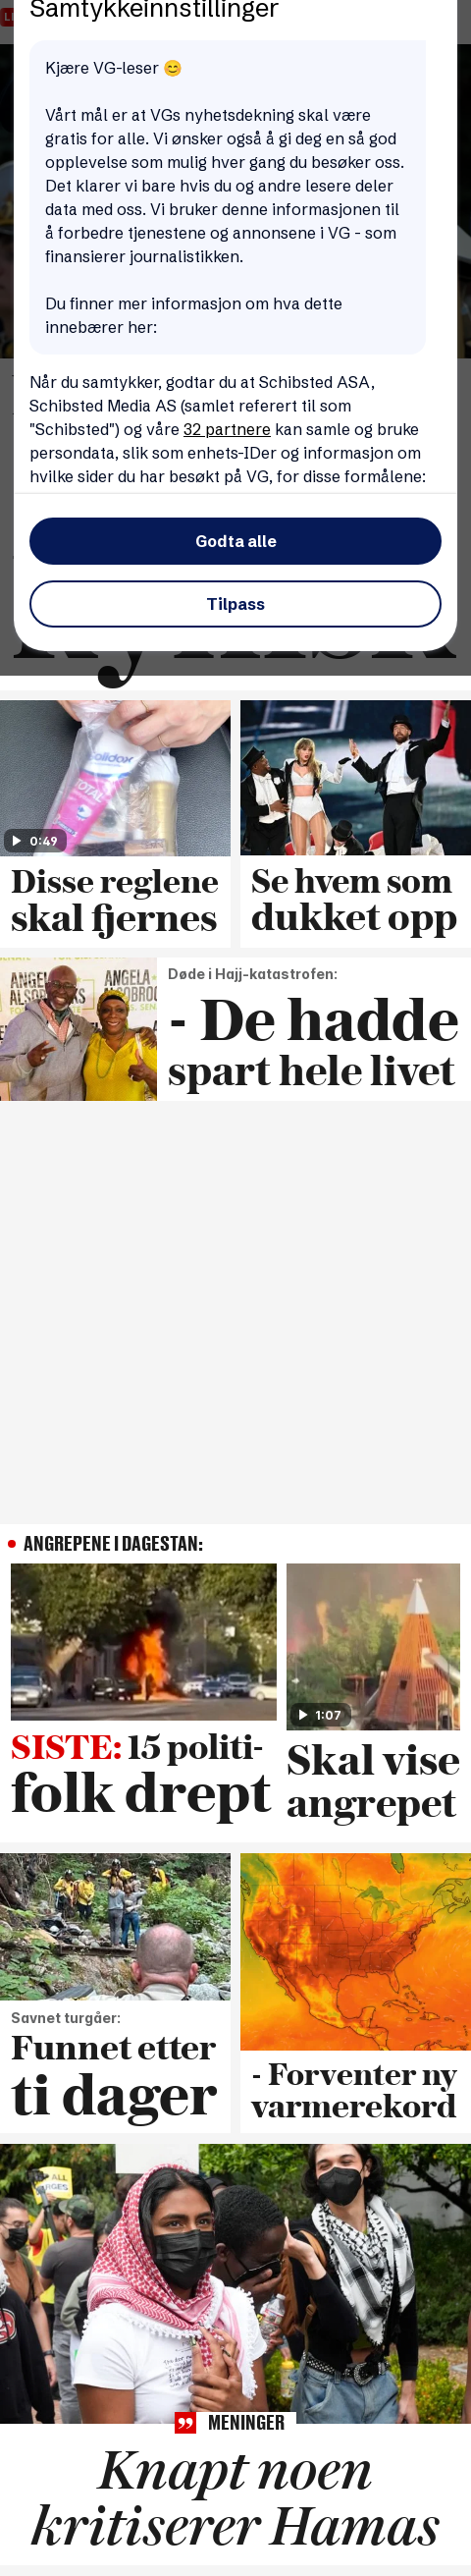 Samtykkeinnstillinger
Kjære VG-leser 😊
Vårt mål er at VGs nyhetsdekning skal være
gratis for alle. Vi ønsker også å gi deg en så god
opplevelse som mulig hver gang du besøker oss.
Det klarer vi bare hvis du og andre lesere deler
data med oss. Vi bruker denne informasjonen til
å forbedre tjenestene og annonsene i VG - som
finansierer journalistikken.
Du finner mer informasjon om hva dette
innebærer her:
Når du samtykker, godtar du at Schibsted ASA,
Schibsted Media AS (samlet referert til som
"Schibsted") og våre 32 partnere kan samle og bruke
persondata, slik som enhets-IDer og informasjon om
hvilke sider du har besøkt på VG, for disse formålene:
Godta alle
Tilpass
Solidox
TOTAL
0:49
Disse reglene
skal fjernes
Se hvem som
dukket opp
ANGELA
ALSOBROOKS
Døde i Hajj-katastrofen:
- De hadde
spart hele livet
ANGREPENE I DAGESTAN:
1:07
SISTE: 15 politi-
folk drept
Skal vise
angrepet
Savnet turgåer:
Funnet etter
ti dager
- Forventer ny
varmerekord
ALL
MENINGER
Knapt noen
kritiserer Hamas